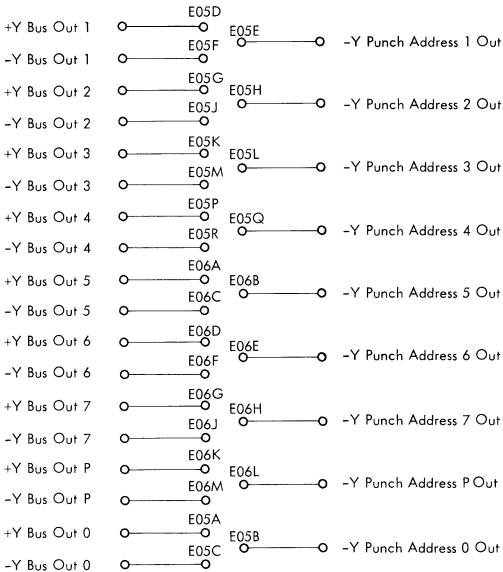 E05D
+Y Bus Out 1
E05E
-Y Punch Address 1 Out
E05F
-Y Bus Out 1
E05G
+Y Bus Out 2
E05H
-Y Punch Address 2 Out
E05J
-Y Bus Out 2
E05K
+Y Bus Out 3
E05L
-Y Punch Address 3 Out
E05M
-Y Bus Out 3
E05P
+Y Bus Out 4
E05Q
-Y Punch Address 4 Out
E05R
-Y Bus Out 4
E06A
+Y Bus Out 5
E06B
-Y Punch Address 5 Out
E06C
-Y Bus Out 5
E06D
+Y Bus Out 6
E06E
-Y Punch Address 6 Out
E06F
-Y Bus Out 6
E06G
+Y Bus Out 7
E06H
-Y Punch Address 7 Out
E06J
-Y Bus Out 7
E06K
+Y Bus Out P
E06L
-Y Punch Address P Out
E06M
-Y Bus Out P
E05A
+Y Bus Out 0
E05B
-Y Punch Address 0 Out
E05C
-Y Bus Out 0